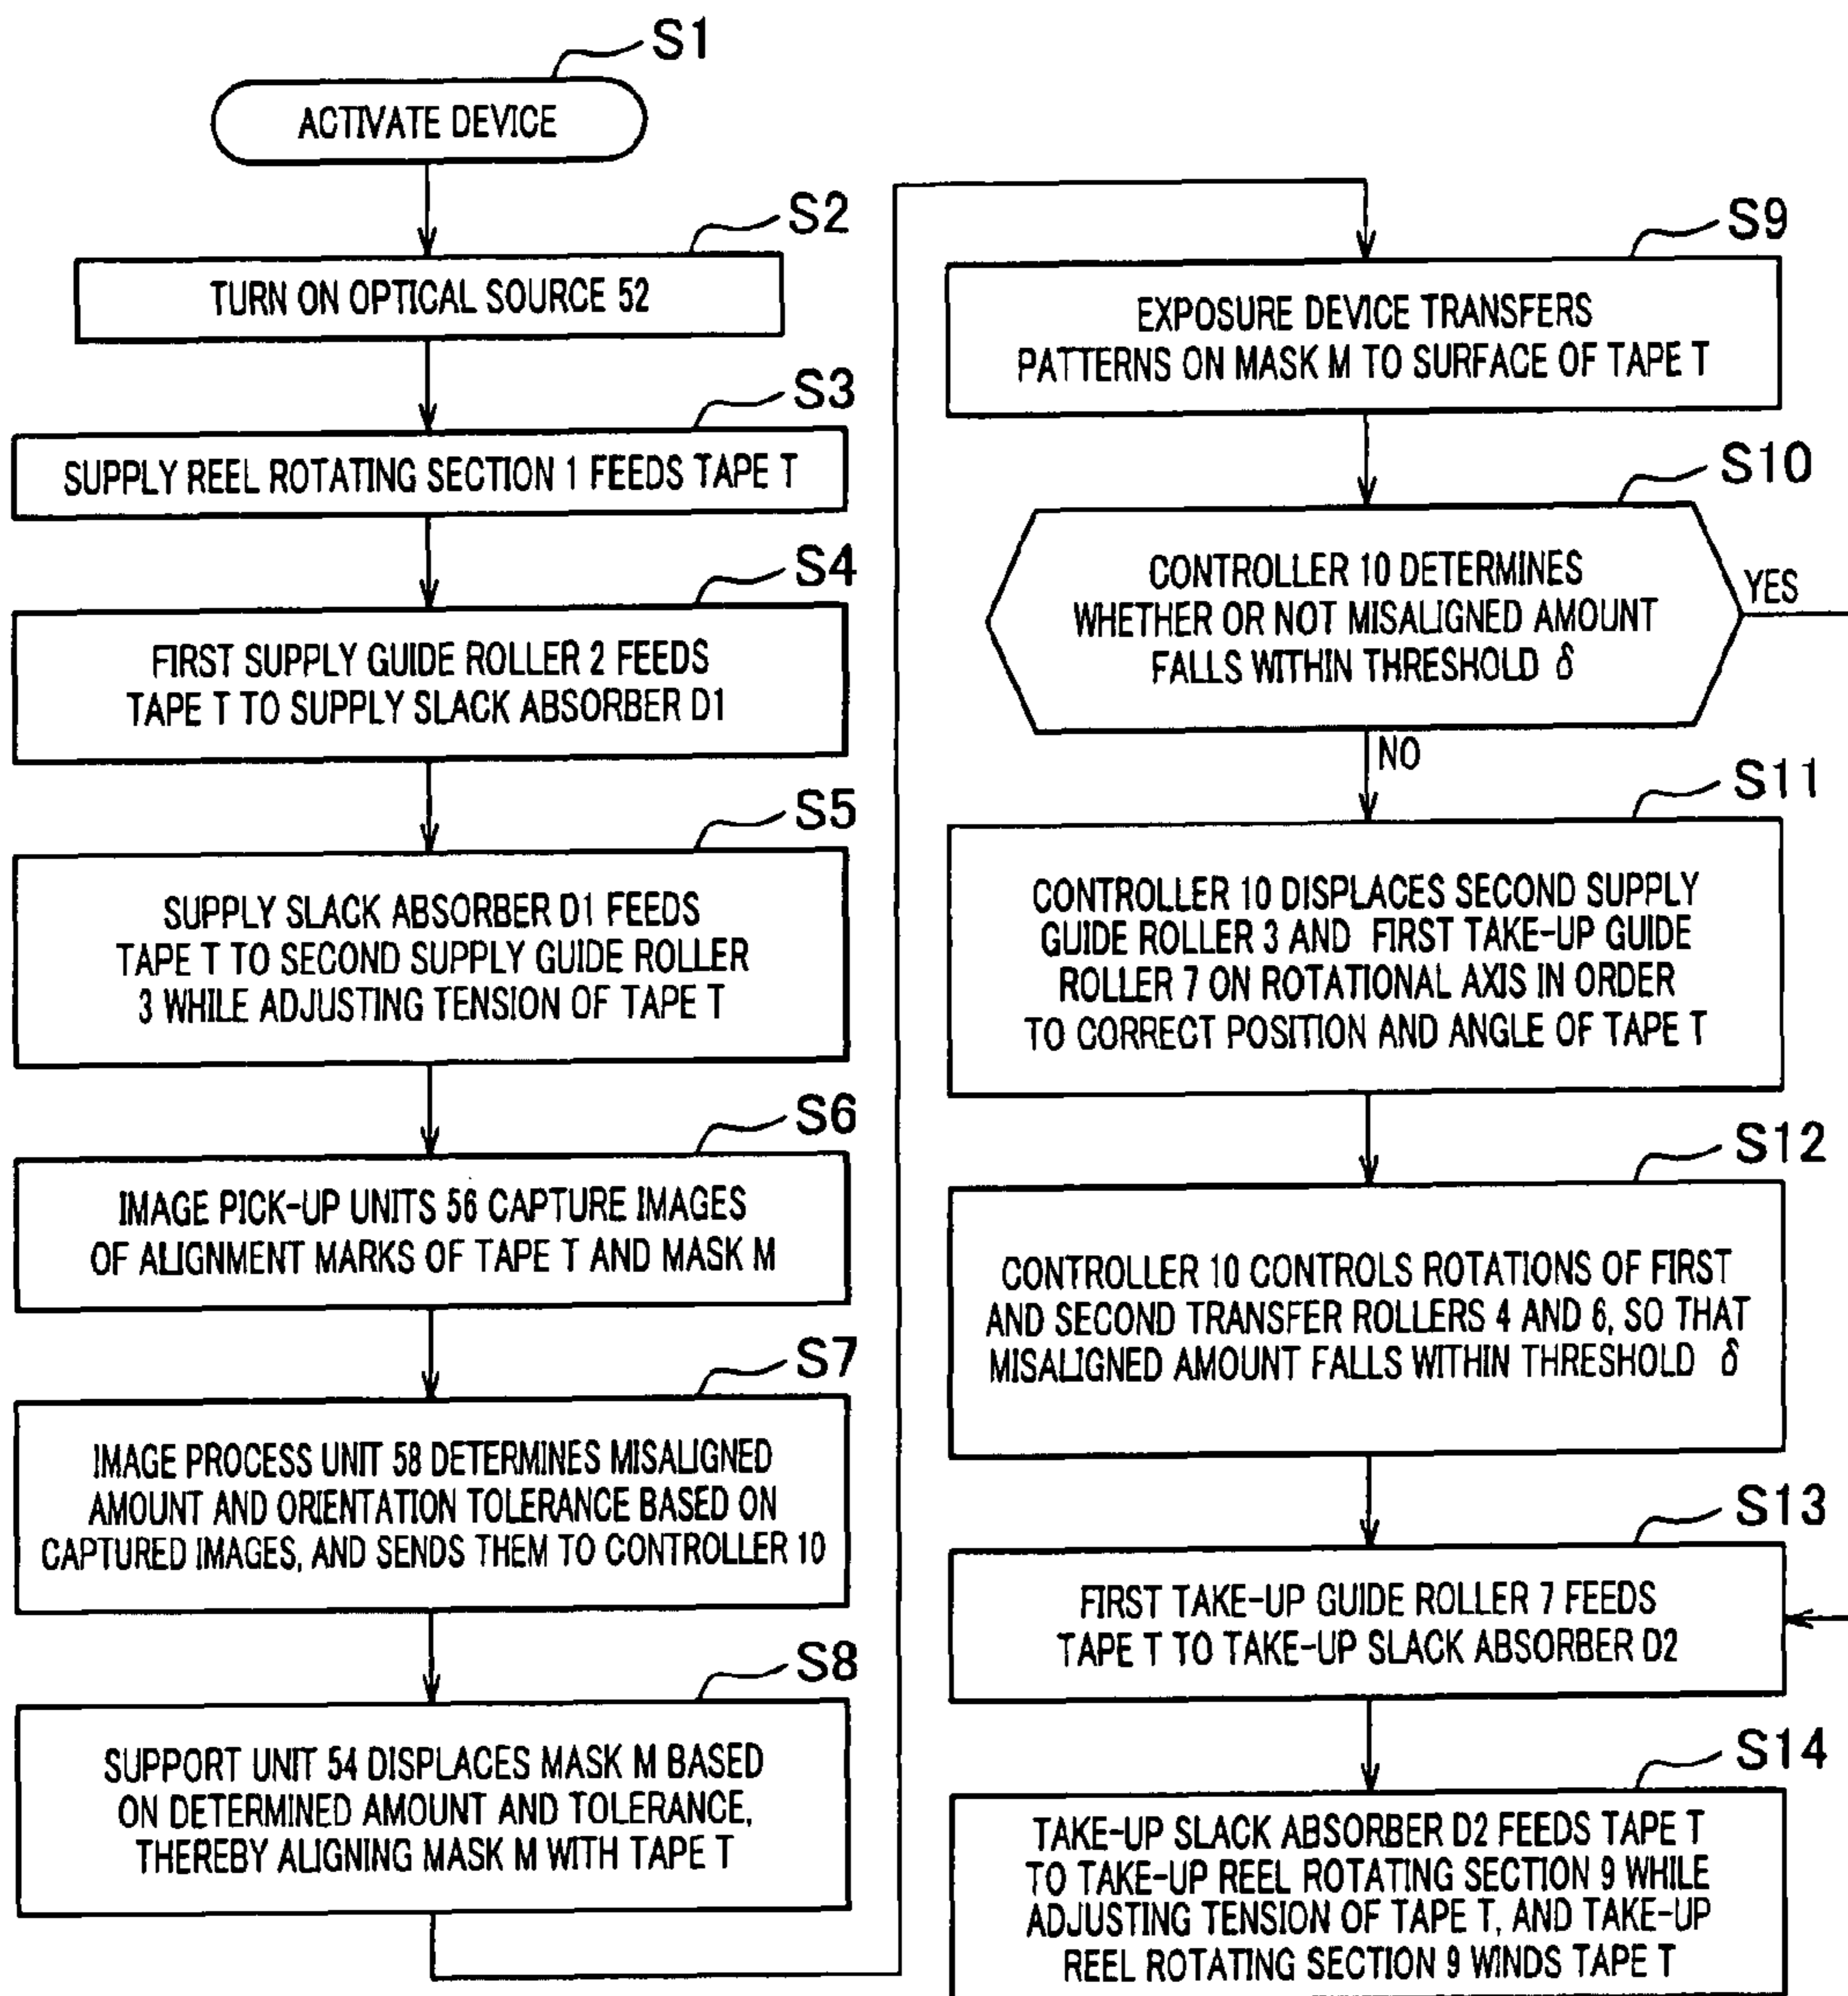 S1
ACTIVATE DEVICE
S2
TURN ON OPTICAL SOURCE 52
S3
SUPPLY REEL ROTATING SECTION 1 FEEDS TAPE T
S4
FIRST SUPPLY GUIDE ROLLER 2 FEEDS
TAPE T TO SUPPLY SLACK ABSORBER D1
S5
SUPPLY SLACK ABSORBER D1 FEEDS
TAPE T TO SECOND SUPPLY GUIDE ROLLER
3 WHILE ADJUSTING TENSION OF TAPE T
S6
IMAGE PICK-UP UNITS 56 CAPTURE IMAGES
OF ALIGNMENT MARKS OF TAPE T AND MASK M
S7
IMAGE PROCESS UNIT 58 DETERMINES MISALIGNED
AMOUNT AND ORIENTATION TOLERANCE BASED ON
CAPTURED IMAGES, AND SENDS THEM TO CONTROLLER 10
S8
SUPPORT UNIT 54 DISPLACES MASK M BASED
ON DETERMINED AMOUNT AND TOLERANCE,
THEREBY ALIGNING MASK M WITH TAPE T
S9
EXPOSURE DEVICE TRANSFERS
PATTERNS ON MASK M TO SURFACE OF TAPE T
S10
CONTROLLER 10 DETERMINES
WHETHER OR NOT MISALIGNED AMOUNT
FALLS WITHIN THRESHOLD δ
YES
NO
S11
CONTROLLER 10 DISPLACES SECOND SUPPLY
GUIDE ROLLER 3 AND FIRST TAKE-UP GUIDE
ROLLER 7 ON ROTATIONAL AXIS IN ORDER
TO CORRECT POSITION AND ANGLE OF TAPE T
S12
CONTROLLER 10 CONTROLS ROTATIONS OF FIRST
AND SECOND TRANSFER ROLLERS 4 AND 6, SO THAT
MISALIGNED AMOUNT FALLS WITHIN THRESHOLD δ
S13
FIRST TAKE-UP GUIDE ROLLER 7 FEEDS
TAPE T TO TAKE-UP SLACK ABSORBER D2
S14
TAKE-UP SLACK ABSORBER D2 FEEDS TAPE T
TO TAKE-UP REEL ROTATING SECTION 9 WHILE
ADJUSTING TENSION OF TAPE T, AND TAKE-UP
REEL ROTATING SECTION 9 WINDS TAPE T